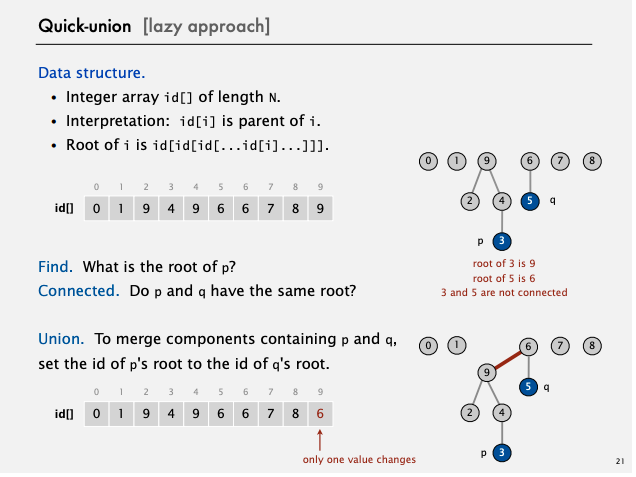 Quick-union [lazy approach]
Data structure.
• Integer array id[] of length N.
• Interpretation: id[i] is parent of i.
• Root of i is id[id[id[...id[i]...]]].
0 1 9 6 7 8
2 4 5 q
p 3
0 1 2 3 4 5 6 7 8 9
id[] 0 1 9 4 9 6 6 7 8 9
Find. What is the root of p?
Connected. Do p and q have the same root?
root of 3 is 9
root of 5 is 6
3 and 5 are not connected
Union. To merge components containing p and q,
set the id of p's root to the id of q's root.
0 1 2 3 4 5 6 7 8 9
id[] 0 1 9 4 9 6 6 7 8 6
only one value changes
0 1 6 7 8
9 5 q
2 4
p 3
21